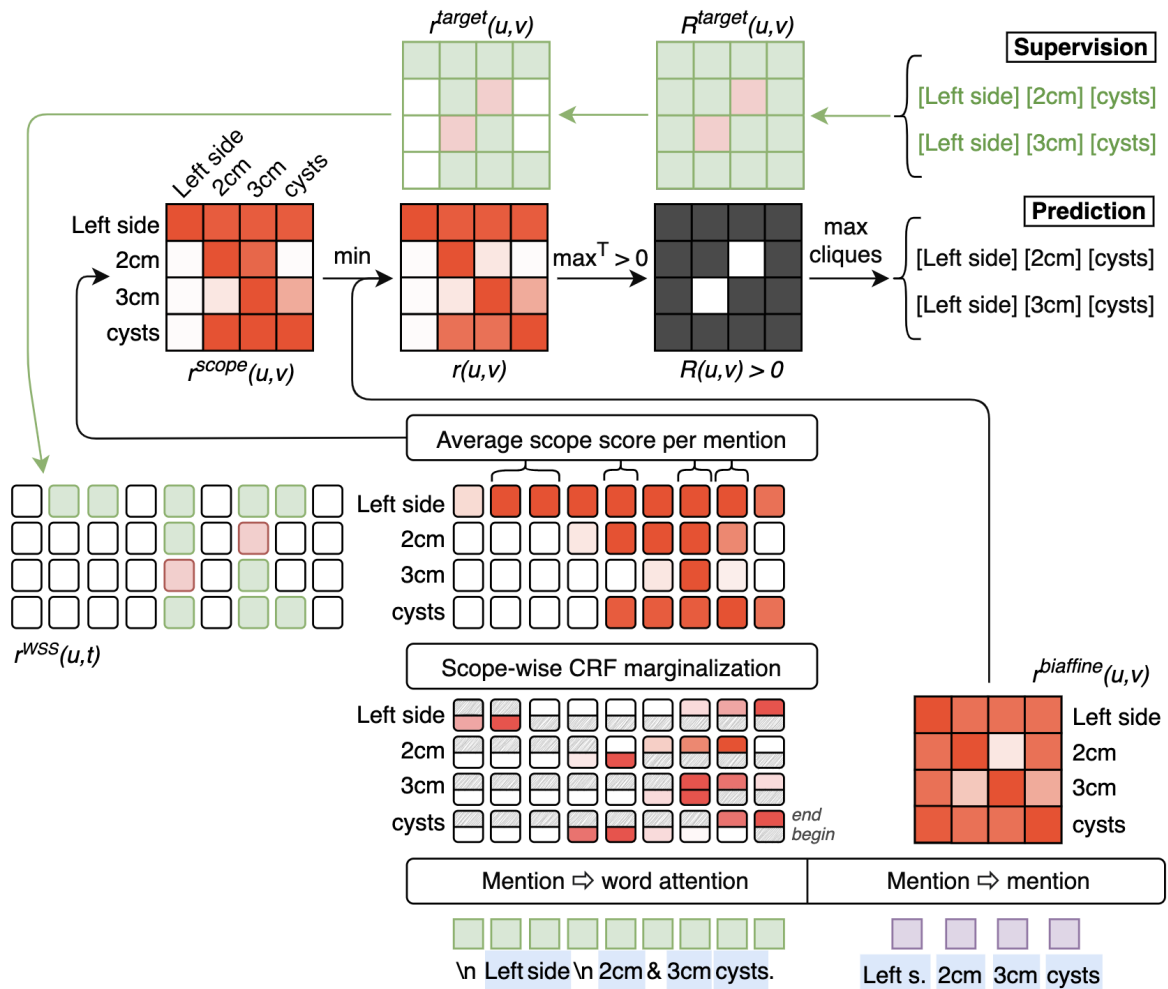 r^target(u,v)
R^target(u,v)
Supervision
[Left side] [2cm] [cysts]
[Left side] [3cm] [cysts]
Left side
2cm
3cm
cysts
Left side
2cm
3cm
cysts
r^scope(u,v)
min
r(u,v)
max^T > 0
R(u,v) > 0
max
cliques
Prediction
[Left side] [2cm] [cysts]
[Left side] [3cm] [cysts]
Average scope score per mention
Left side
2cm
3cm
cysts
r^WSS(u,t)
Scope-wise CRF marginalization
Left side
2cm
3cm
cysts
end
begin
r^biaffine(u,v)
Left side
2cm
3cm
cysts
Mention ⇨ word attention
Mention ⇨ mention
\n Left side \n 2cm & 3cm cysts.
Left s. 2cm 3cm cysts